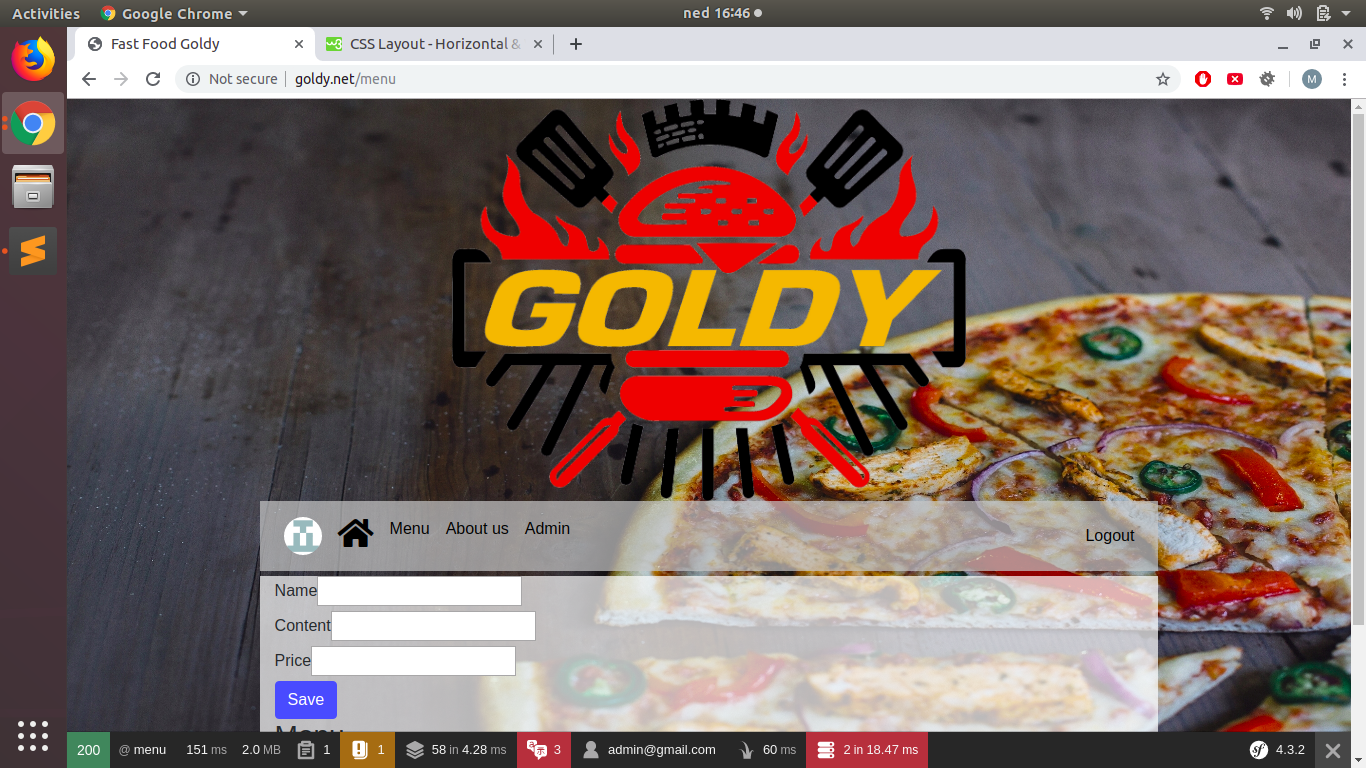 Activities Google Chrome ned 16:46
Fast Food Goldy CSS Layout - Horizontal &
Not secure goldy.net/menu M
GOLDY
Menu About us Admin Logout
Name
Content
Price
Save
Menu
200 @ menu 151 ms 2.0 MB 1 1 58 in 4.28 ms 3 admin@gmail.com 60 ms 2 in 18.47 ms sf 4.3.2